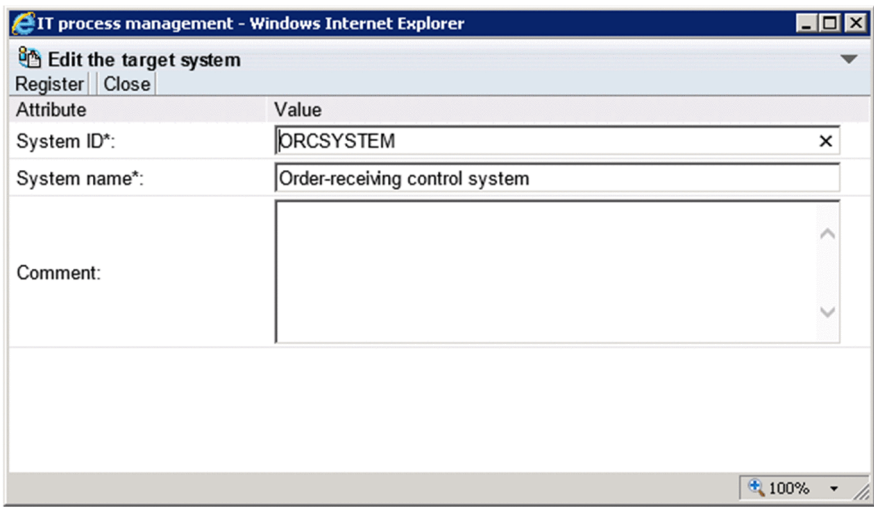 IT process management - Windows Internet Explorer
Edit the target system
Register Close
Attribute Value
System ID*: ORCSYSTEM
System name*: Order-receiving control system
Comment:
100%